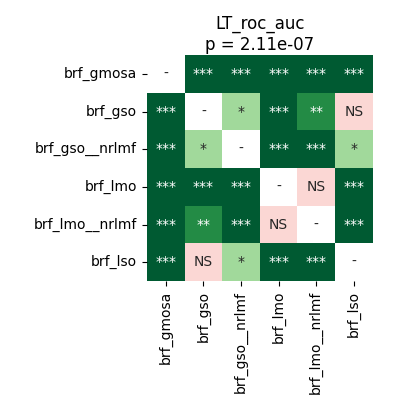 LT_roc_auc
p = 2.11e-07
brf_gmosa - *** *** *** *** ***
brf_gso *** - * *** ** NS
brf_gso__nrlmf *** * - *** *** *
brf_lmo *** *** *** - NS ***
brf_lmo__nrlmf *** ** *** NS - ***
brf_lso *** NS * *** *** -
brf_gmosa
brf_gso
brf_gso__nrlmf
brf_lmo
brf_lmo__nrlmf
brf_lso